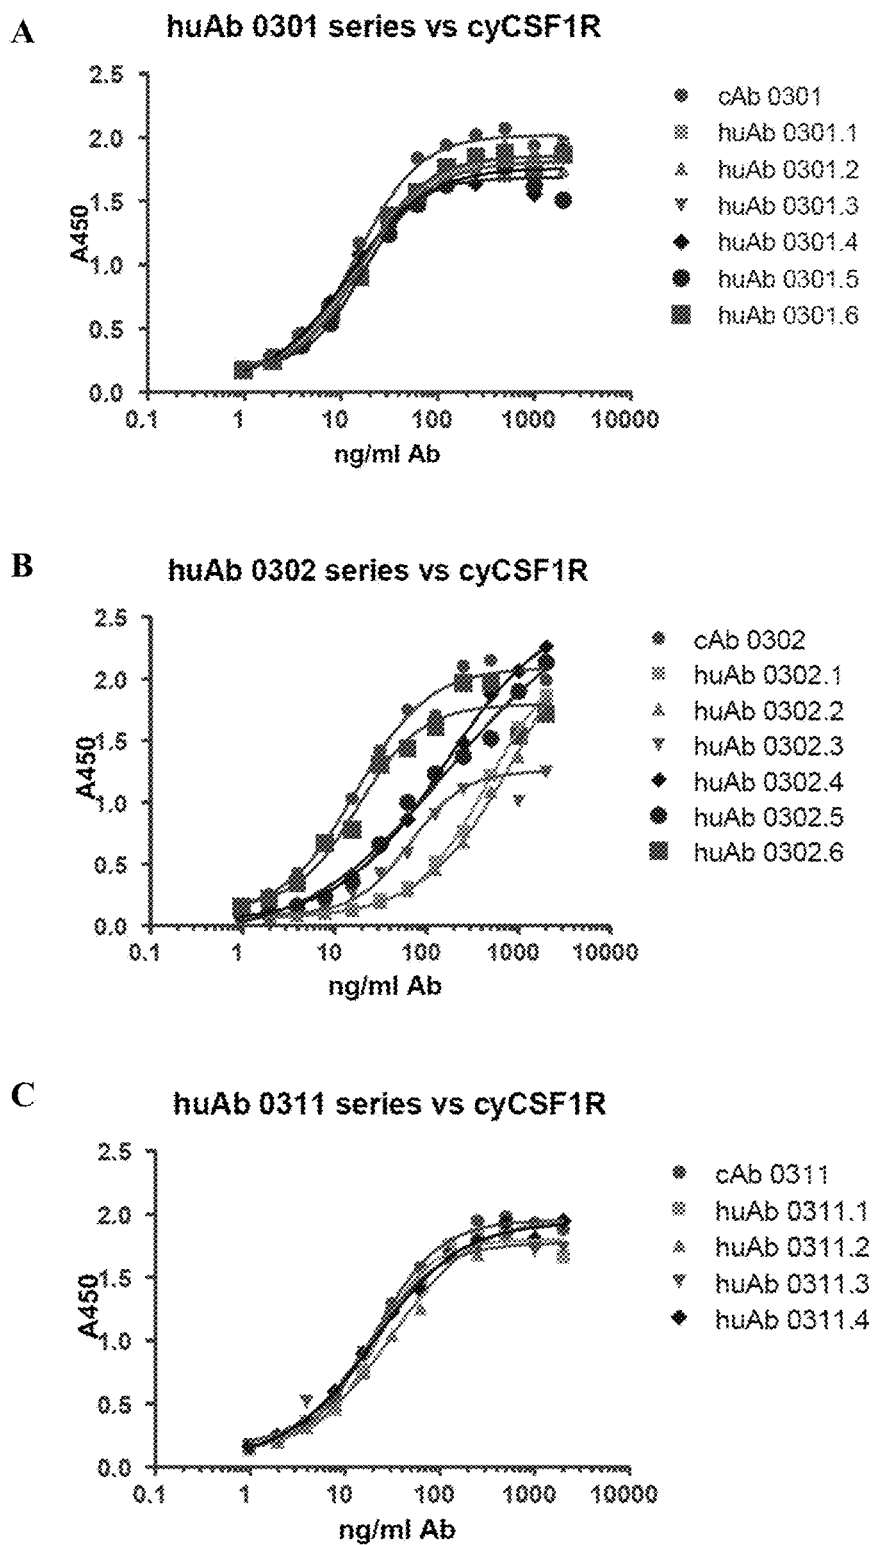 A
huAb 0301 series vs cyCSF1R
2.5
2.0
1.5
1.0
0.5
0.0
A450
0.1 1 10 100 1000 10000
ng/ml Ab
cAb 0301
huAb 0301.1
huAb 0301.2
huAb 0301.3
huAb 0301.4
huAb 0301.5
huAb 0301.6
B
huAb 0302 series vs cyCSF1R
2.5
2.0
1.5
1.0
0.5
0.0
A450
0.1 1 10 100 1000 10000
ng/ml Ab
cAb 0302
huAb 0302.1
huAb 0302.2
huAb 0302.3
huAb 0302.4
huAb 0302.5
huAb 0302.6
C
huAb 0311 series vs cyCSF1R
2.5
2.0
1.5
1.0
0.5
0.0
A450
0.1 1 10 100 1000 10000
ng/ml Ab
cAb 0311
huAb 0311.1
huAb 0311.2
huAb 0311.3
huAb 0311.4